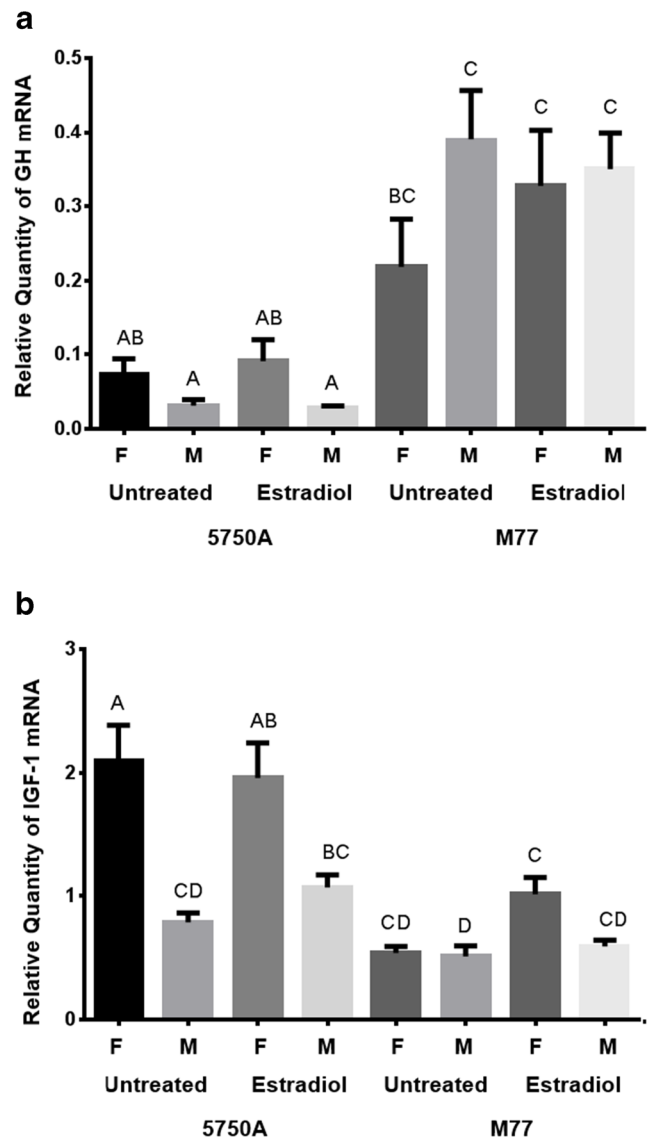 a
Relative Quantity of GH mRNA
0.5
0.4
0.3
0.2
0.1
0.0
AB
A
AB
A
BC
C
C
C
F M F M F M F M
Untreated Estradiol Untreated Estradiol
5750A M77
b
Relative Quantity of IGF-1 mRNA
3
2
1
0
A
CD
AB
BC
CD
D
C
CD
F M F M F M F M
Untreated Estradiol Untreated Estradiol
5750A M77